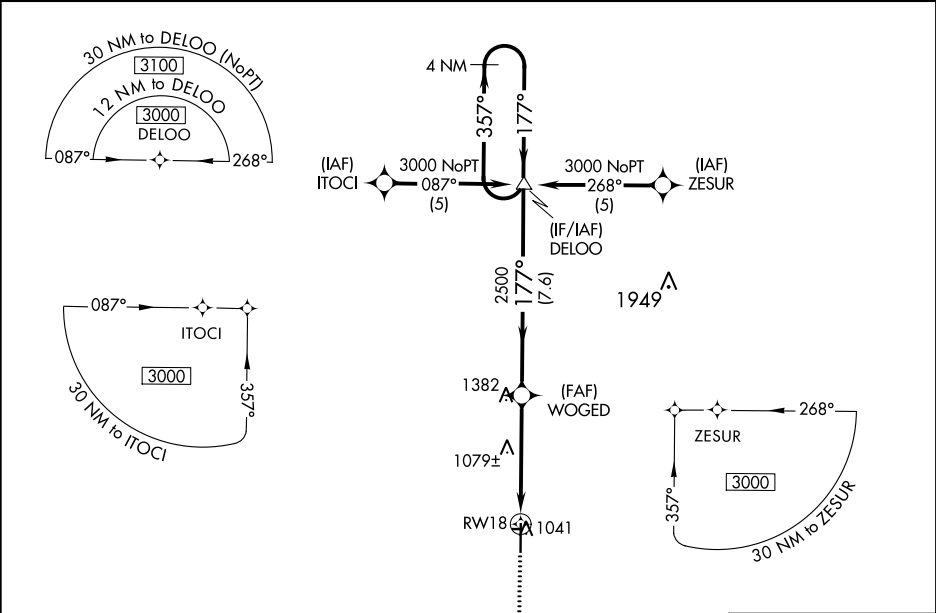 30 NM to DELOO (NoPT)
3100
12 NM to DELOO
3000
DELOO
087°
268°
4 NM
357°
177°
(IAF)
ITOCI
3000 NoPT
087°
(5)
3000 NoPT
268°
(5)
(IAF)
ZESUR
(IF/IAF)
DELOO
2500
177°
(7.6)
1949
087°
ITOCI
3000
357°
30 NM to ITOCI
1382
(FAF)
WOGED
1079±
RW18
1041
268°
ZESUR
3000
357°
30 NM to ZESUR